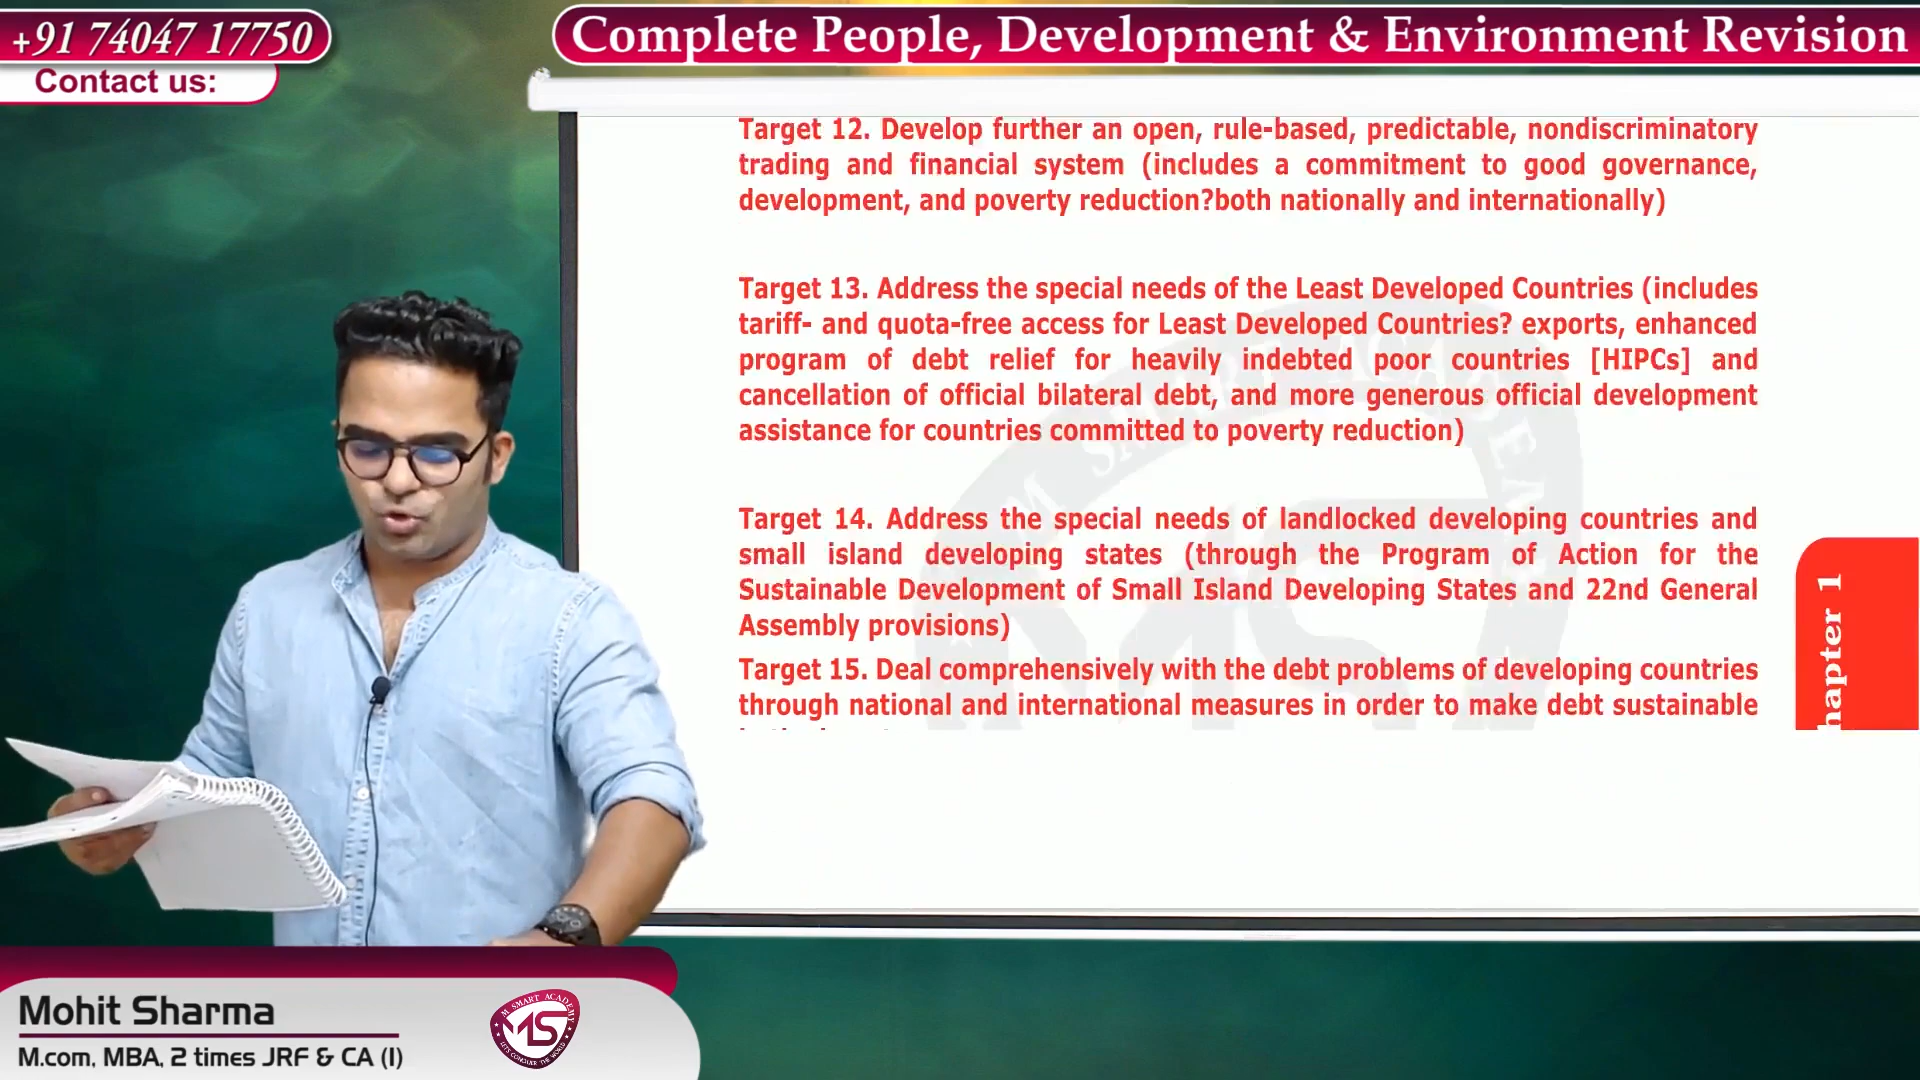 +91 74047 17750
Contact us:
Complete People, Development & Environment Revision
Target 12. Develop further an open, rule-based, predictable, nondiscriminatory
trading and financial system (includes a commitment to good governance,
development, and poverty reduction?both nationally and internationally)
Target 13. Address the special needs of the Least Developed Countries (includes
tariff- and quota-free access for Least Developed Countries? exports, enhanced
program of debt relief for heavily indebted poor countries [HIPCs] and
cancellation of official bilateral debt, and more generous official development
assistance for countries committed to poverty reduction)
Target 14. Address the special needs of landlocked developing countries and
small island developing states (through the Program of Action for the
Sustainable Development of Small Island Developing States and 22nd General
Assembly provisions)
Target 15. Deal comprehensively with the debt problems of developing countries
through national and international measures in order to make debt sustainable
hapter 1
Mohit Sharma
M.com, MBA, 2 times JRF & CA (I)
M SMART ACADEMY
MS
LETS CONQUER THE WORLD